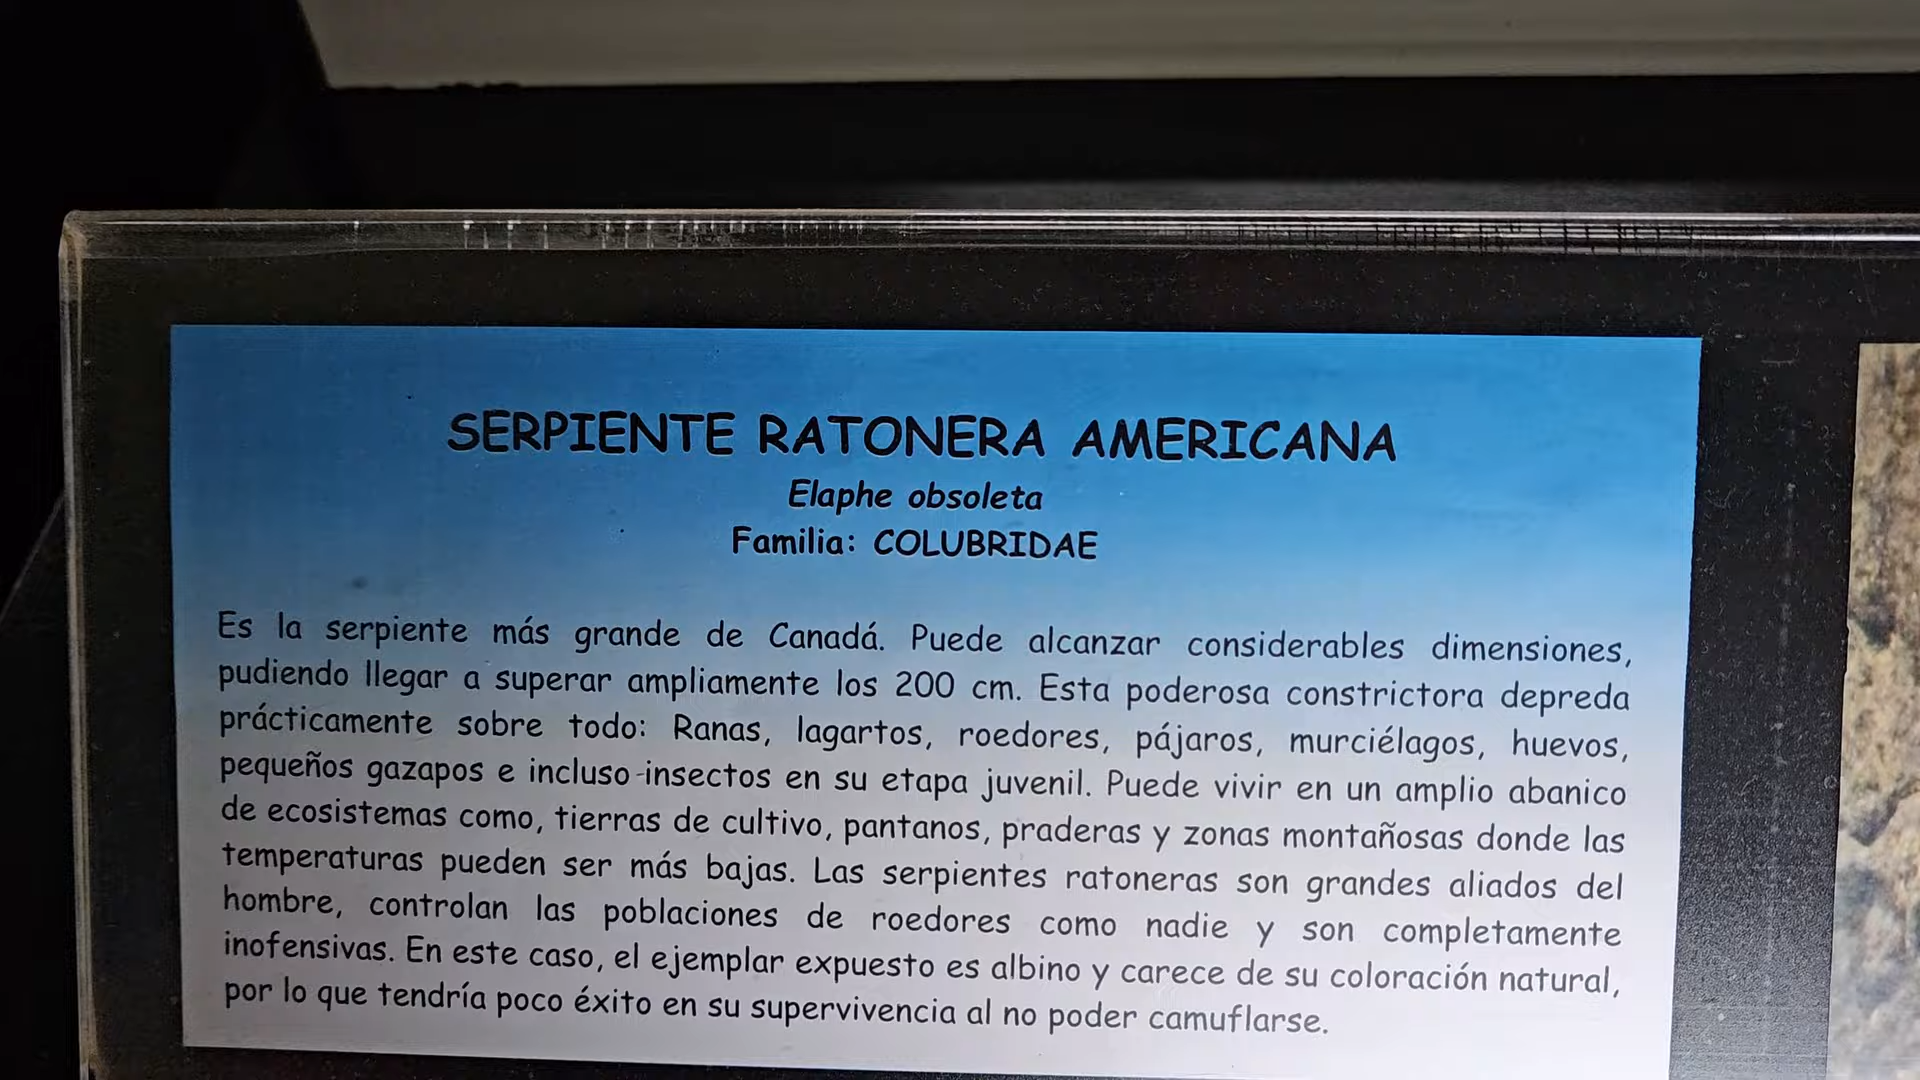 SERPIENTE RATONERA AMERICANA
Elaphe obsoleta
Familia: COLUBRIDAE
Es la serpiente más grande de Canadá. Puede alcanzar considerables dimensiones,
pudiendo llegar a superar ampliamente los 200 cm. Esta poderosa constrictora depreda
prácticamente sobre todo: Ranas, lagartos, roedores, pájaros, murciélagos, huevos,
pequeños gazapos e incluso insectos en su etapa juvenil. Puede vivir en un amplio abanico
de ecosistemas como, tierras de cultivo, pantanos, praderas y zonas montañosas donde las
temperaturas pueden ser más bajas. Las serpientes ratoneras son grandes aliados del
hombre, controlan las poblaciones de roedores como nadie y son completamente
inofensivas. En este caso, el ejemplar expuesto es albino y carece de su coloración natural,
por lo que tendría poco éxito en su supervivencia al no poder camuflarse.